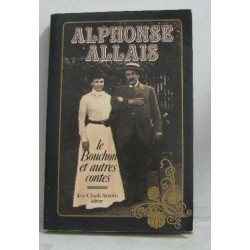 ALPHONSE
ALLAIS
le
Bouchon
et autres
contes
Jean-Claude Simoën
éditeur